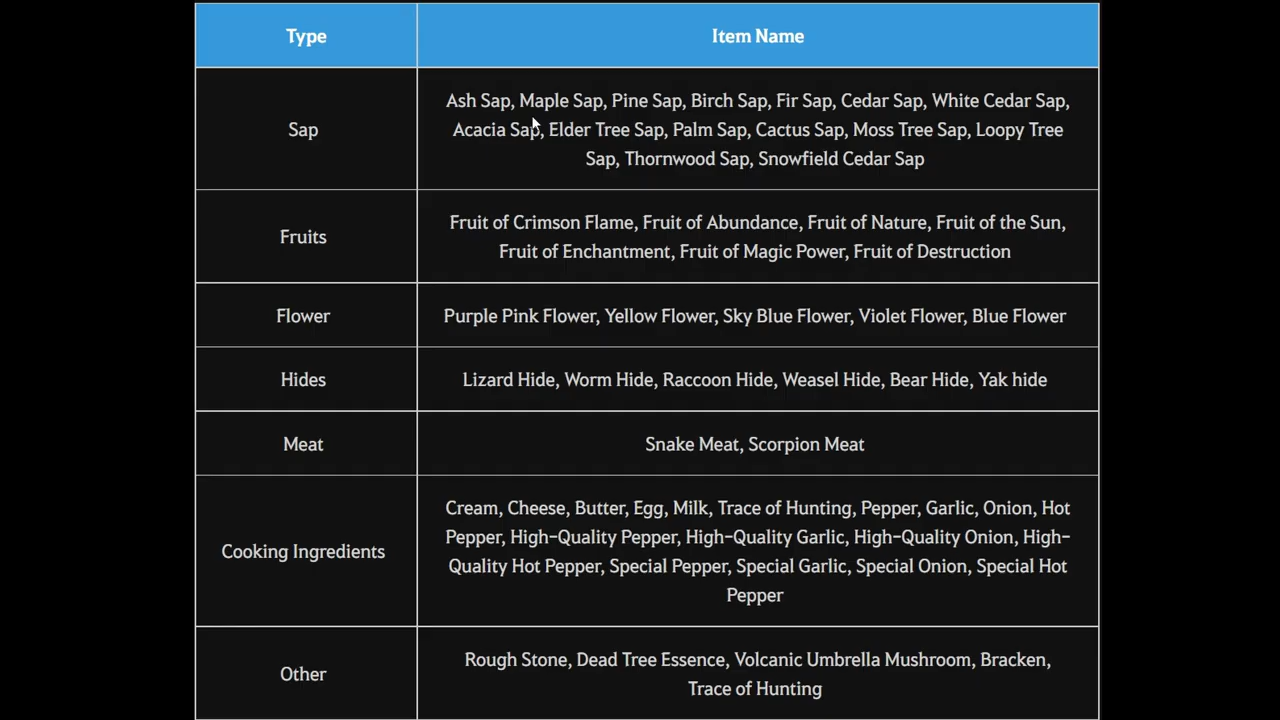 Type
Item Name
Sap
Ash Sap, Maple Sap, Pine Sap, Birch Sap, Fir Sap, Cedar Sap, White Cedar Sap,
Acacia Sap, Elder Tree Sap, Palm Sap, Cactus Sap, Moss Tree Sap, Loopy Tree
Sap, Thornwood Sap, Snowfield Cedar Sap
Fruits
Fruit of Crimson Flame, Fruit of Abundance, Fruit of Nature, Fruit of the Sun,
Fruit of Enchantment, Fruit of Magic Power, Fruit of Destruction
Flower
Purple Pink Flower, Yellow Flower, Sky Blue Flower, Violet Flower, Blue Flower
Hides
Lizard Hide, Worm Hide, Raccoon Hide, Weasel Hide, Bear Hide, Yak hide
Meat
Snake Meat, Scorpion Meat
Cooking Ingredients
Cream, Cheese, Butter, Egg, Milk, Trace of Hunting, Pepper, Garlic, Onion, Hot
Pepper, High-Quality Pepper, High-Quality Garlic, High-Quality Onion, High-
Quality Hot Pepper, Special Pepper, Special Garlic, Special Onion, Special Hot
Pepper
Other
Rough Stone, Dead Tree Essence, Volcanic Umbrella Mushroom, Bracken,
Trace of Hunting